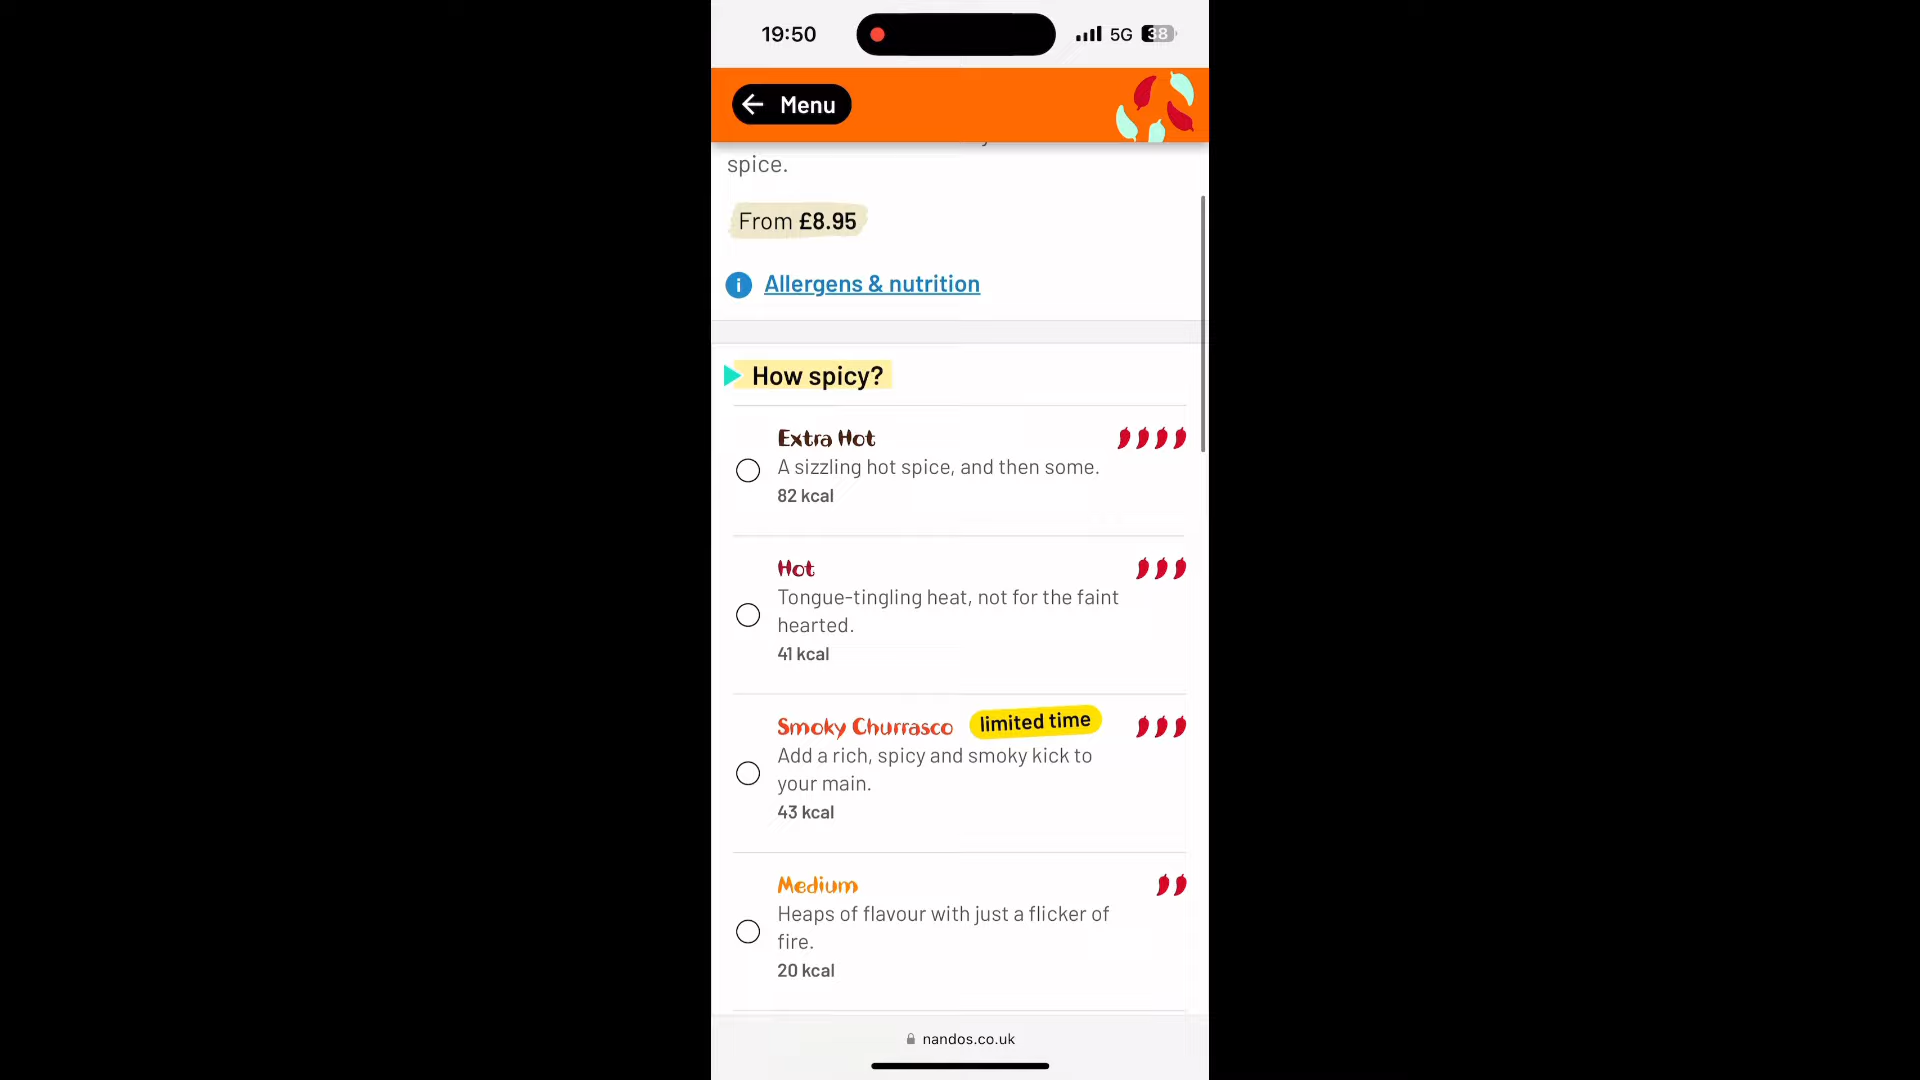 19:50
5G
38
Menu
spice.
From £8.95
i
Allergens & nutrition
How spicy?
Extra Hot
A sizzling hot spice, and then some.
82 kcal
Hot
Tongue-tingling heat, not for the faint
hearted.
41 kcal
Smoky Churrasco
limited time
Add a rich, spicy and smoky kick to
your main.
43 kcal
Medium
Heaps of flavour with just a flicker of
fire.
20 kcal
nandos.co.uk